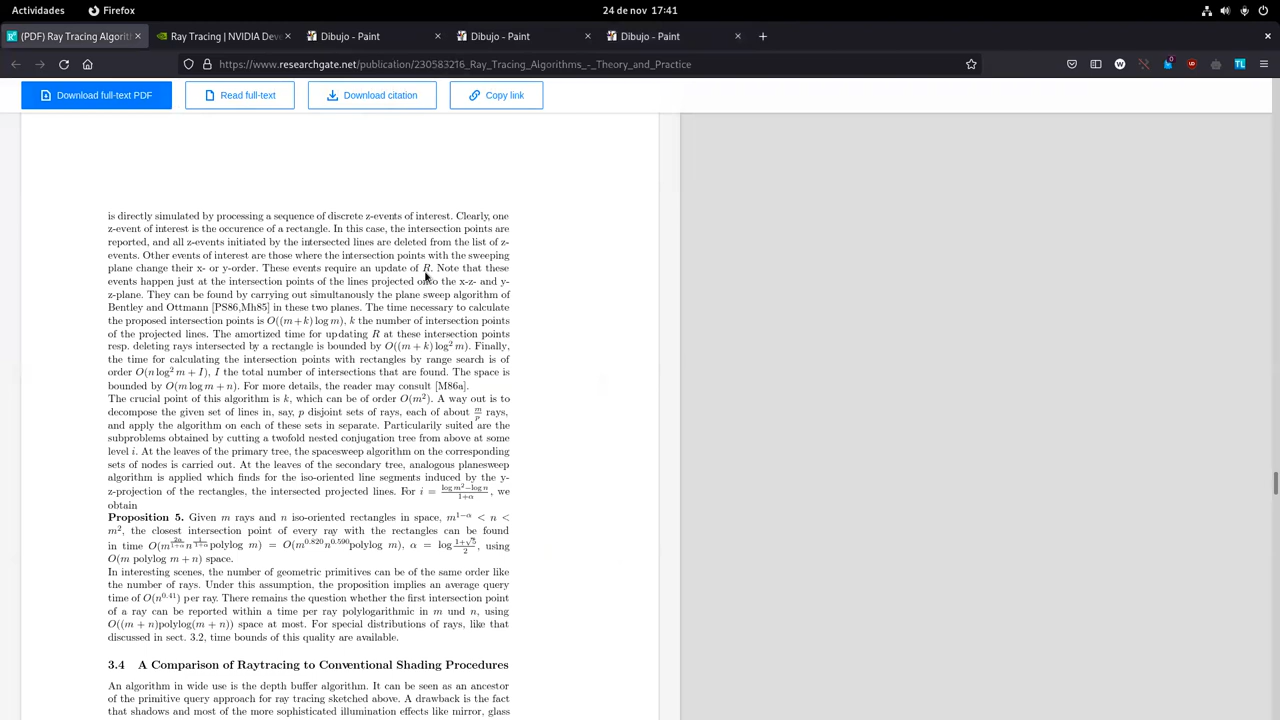 Actividades Firefox 24 de nov 17:41
(PDF) Ray Tracing Algorit Ray Tracing | NVIDIA Deve Dibujo - Paint Dibujo - Paint Dibujo - Paint
https://www.researchgate.net/publication/230583216_Ray_Tracing_Algorithms_-_Theory_and_Practice
Download full-text PDF Read full-text Download citation Copy link
is directly simulated by processing a sequence of discrete z-events of interest. Clearly, one
z-event of interest is the occurence of a rectangle. In this case, the intersection points are
reported, and all z-events initiated by the intersected lines are deleted from the list of z-
events. Other events of interest are those where the intersection points with the sweeping
plane change their x- or y-order. These events require an update of R. Note that these
events happen just at the intersection points of the lines projected onto the x-z- and y-
z-plane. They can be found by carrying out simultanously the plane sweep algorithm of
Bentley and Ottmann [PS86,Mh85] in these two planes. The time necessary to calculate
the proposed intersection points is O((m+k) log m), k the number of intersection points
of the projected lines. The amortized time for updating R at these intersection points
resp. deleting rays intersected by a rectangle is bounded by O((m + k) log² m). Finally,
the time for calculating the intersection points with rectangles by range search is of
order O(n log² m + I), I the total number of intersections that are found. The space is
bounded by O(m log m + n). For more details, the reader may consult [M86a].
The crucial point of this algorithm is k, which can be of order O(m²). A way out is to
decompose the given set of lines in, say, p disjoint sets of rays, each of about m/p rays,
and apply the algorithm on each of these sets in separate. Particularily suited are the
subproblems obtained by cutting a twofold nested conjugation tree from above at some
level i. At the leaves of the primary tree, the spacesweep algorithm on the corresponding
sets of nodes is carried out. At the leaves of the secondary tree, analogous planesweep
algorithm is applied which finds for the iso-oriented line segments induced by the y-
z-projection of the rectangles, the intersected projected lines. For i = (log m² − log n)/(1+α), we
obtain
Proposition 5. Given m rays and n iso-oriented rectangles in space, m^(1−α) < n <
m², the closest intersection point of every ray with the rectangles can be found
in time O(m^(2α/(1+α)) n^(1/(1+α)) polylog m) = O(m^0.820 n^0.590 polylog m), α = log (1+√5)/2, using
O(m polylog m + n) space.
In interesting scenes, the number of geometric primitives can be of the same order like
the number of rays. Under this assumption, the proposition implies an average query
time of O(n^0.41) per ray. There remains the question whether the first intersection point
of a ray can be reported within a time per ray polylogarithmic in m und n, using
O((m + n)polylog(m + n)) space at most. For special distributions of rays, like that
discussed in sect. 3.2, time bounds of this quality are available.
3.4 A Comparison of Raytracing to Conventional Shading Procedures
An algorithm in wide use is the depth buffer algorithm. It can be seen as an ancestor
of the primitive query approach for ray tracing sketched above. A drawback is the fact
that shadows and most of the more sophisticated illumination effects like mirror, glass